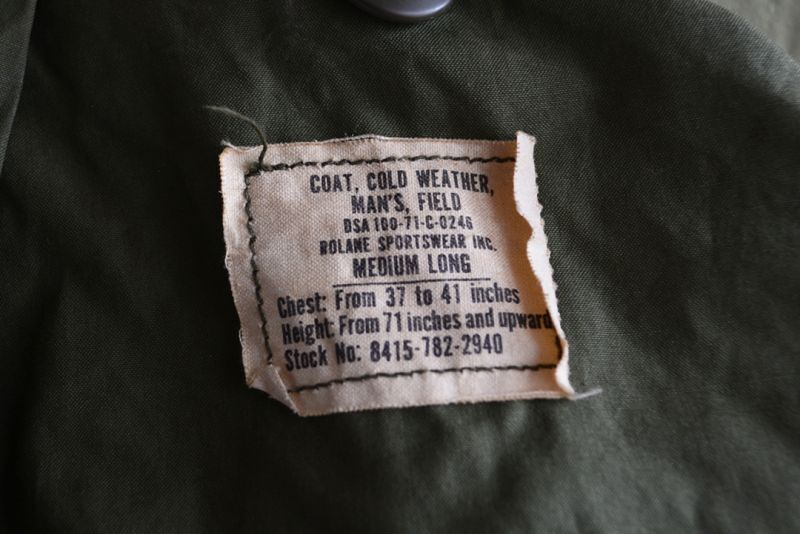 COAT, COLD WEATHER,
MAN'S, FIELD
DSA 100-71-C-0246
BOLANE SPORTSWEAR INC.
MEDIUM LONG
Chest: From 37 to 41 inches
Height: From 71 inches and upward
Stock No: 8415-782-2940